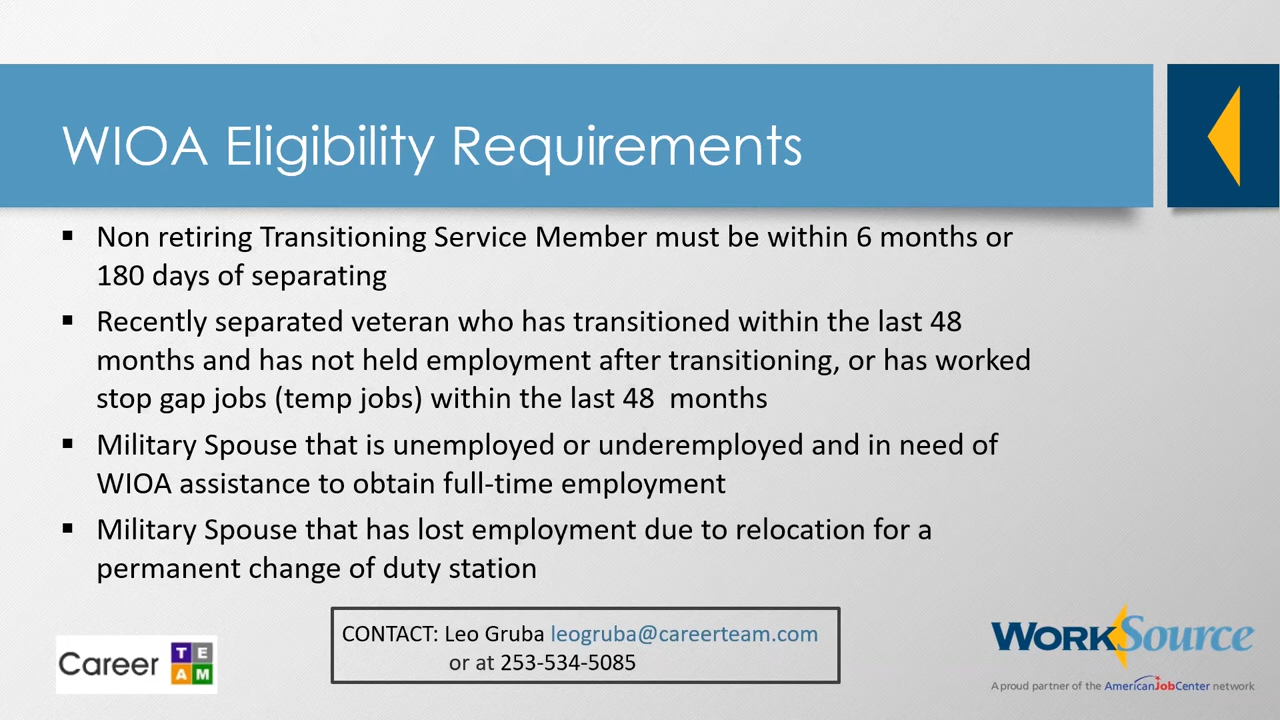 WIOA Eligibility Requirements
▪ Non retiring Transitioning Service Member must be within 6 months or
180 days of separating
▪ Recently separated veteran who has transitioned within the last 48
months and has not held employment after transitioning, or has worked
stop gap jobs (temp jobs) within the last 48  months
▪ Military Spouse that is unemployed or underemployed and in need of
WIOA assistance to obtain full-time employment
▪ Military Spouse that has lost employment due to relocation for a
permanent change of duty station
CONTACT: Leo Gruba leogruba@careerteam.com
or at 253-534-5085
Career TEAM
WorkSource
A proud partner of the AmericanJobCenter network